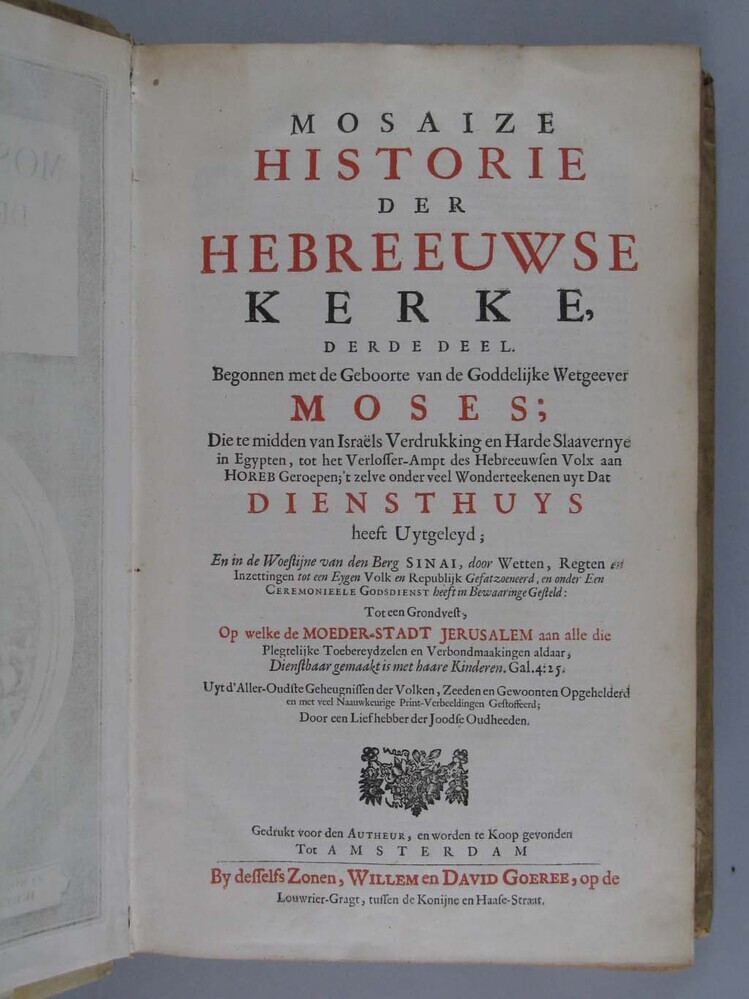 MOSAIZE
HISTORIE
DER
HEBREEUWSE
KERKE,
DERDE DEEL.
Begonnen met de Geboorte van de Goddelijke Wetgeever
MOSES;
Die te midden van Israëls Verdrukking en Harde Slaavernye
in Egypten, tot het Verlosser-Ampt des Hebreeuwsen Volx aan
HOREB Geroepen; 't zelve onder veel Wonderteekenen uyt Dat
DIENSTHUYS
heeft Uytgeleyd;
En in de Woestijne van den Berg SINAI, door Wetten, Regten en
Inzettingen tot een Eygen Volk en Republijk Gefatzoeneerd, en onder Een
CEREMONIEELE GODSDIENST heeft in Bewaaringe Gesteld:
Tot een Grondvest,
Op welke de MOEDER-STADT JERUSALEM aan alle die
Plegtelijke Toebereydzelen en Verbondmaakingen aldaar,
Dienstbaar gemaakt is met haare Kinderen. Gal. 4:25.
Uyt d'Aller-Oudste Geheugnissen der Volken, Zeeden en Gewoonten Opgehelderd
en met veel Naauwkeurige Print-Verbeeldingen Gestoffeerd;
Door een Liefhebber der Joodse Oudheeden.
Gedrukt voor den AUTHEUR, en worden te Koop gevonden
Tot AMSTERDAM
By desselfs Zonen, WILLEM en DAVID GOEREE, op de
Louwrier-Gragt, tussen de Konijne en Haase-Straat.